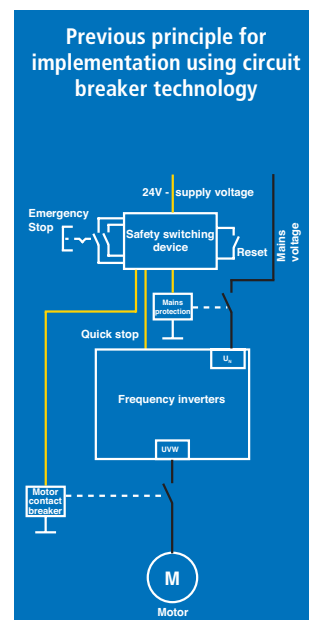 Previous principle for
implementation using circuit
breaker technology
24V - supply voltage
Emergency
Stop
Safety switching
device
Reset
Mains
voltage
Mains
protection
Quick stop
UN
Frequency inverters
UVW
Motor
contact
breaker
M
Motor